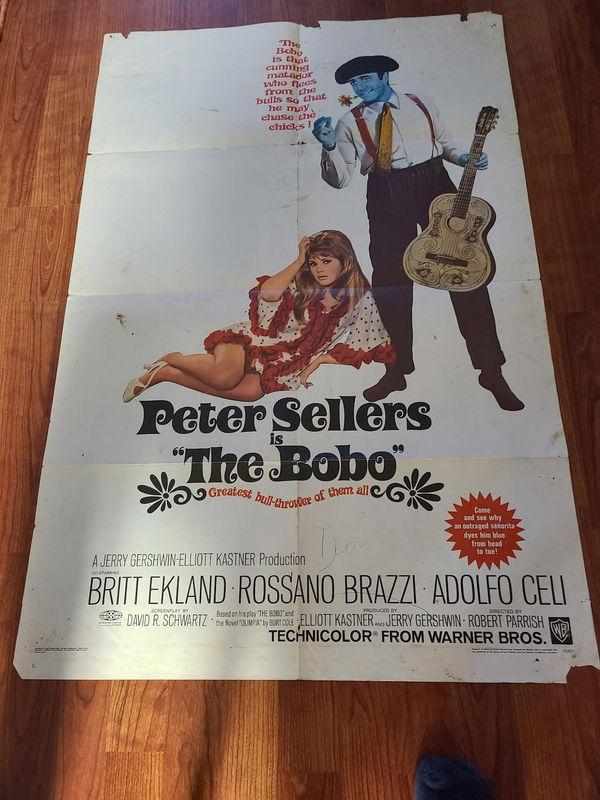 The
Bobo
is that
cunning
matador
who flees
from the
bulls so that
he may
chase the
chicks!
Peter Sellers
is
"The Bobo"
Greatest bull-thrower of them all
Come
and see why
an outraged señorita
dyes him blue
from head
to toe!
A JERRY GERSHWIN-ELLIOTT KASTNER Production
CO-STARRING
BRITT EKLAND · ROSSANO BRAZZI · ADOLFO CELI
SCREENPLAY BY
DAVID R. SCHWARTZ · Based on his play "THE BOBO" and
the Novel "OLIMPIA" by BURT COLE
PRODUCED BY
ELLIOTT KASTNER AND JERRY GERSHWIN · 
DIRECTED BY
ROBERT PARRISH
TECHNICOLOR® FROM WARNER BROS.
WB